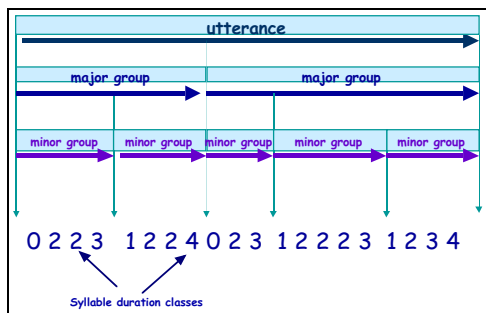 utterance
major group major group
minor group minor group minor group minor group minor group
0 2 2 3 1 2 2 4 0 2 3 1 2 2 2 3 1 2 3 4
Syllable duration classes